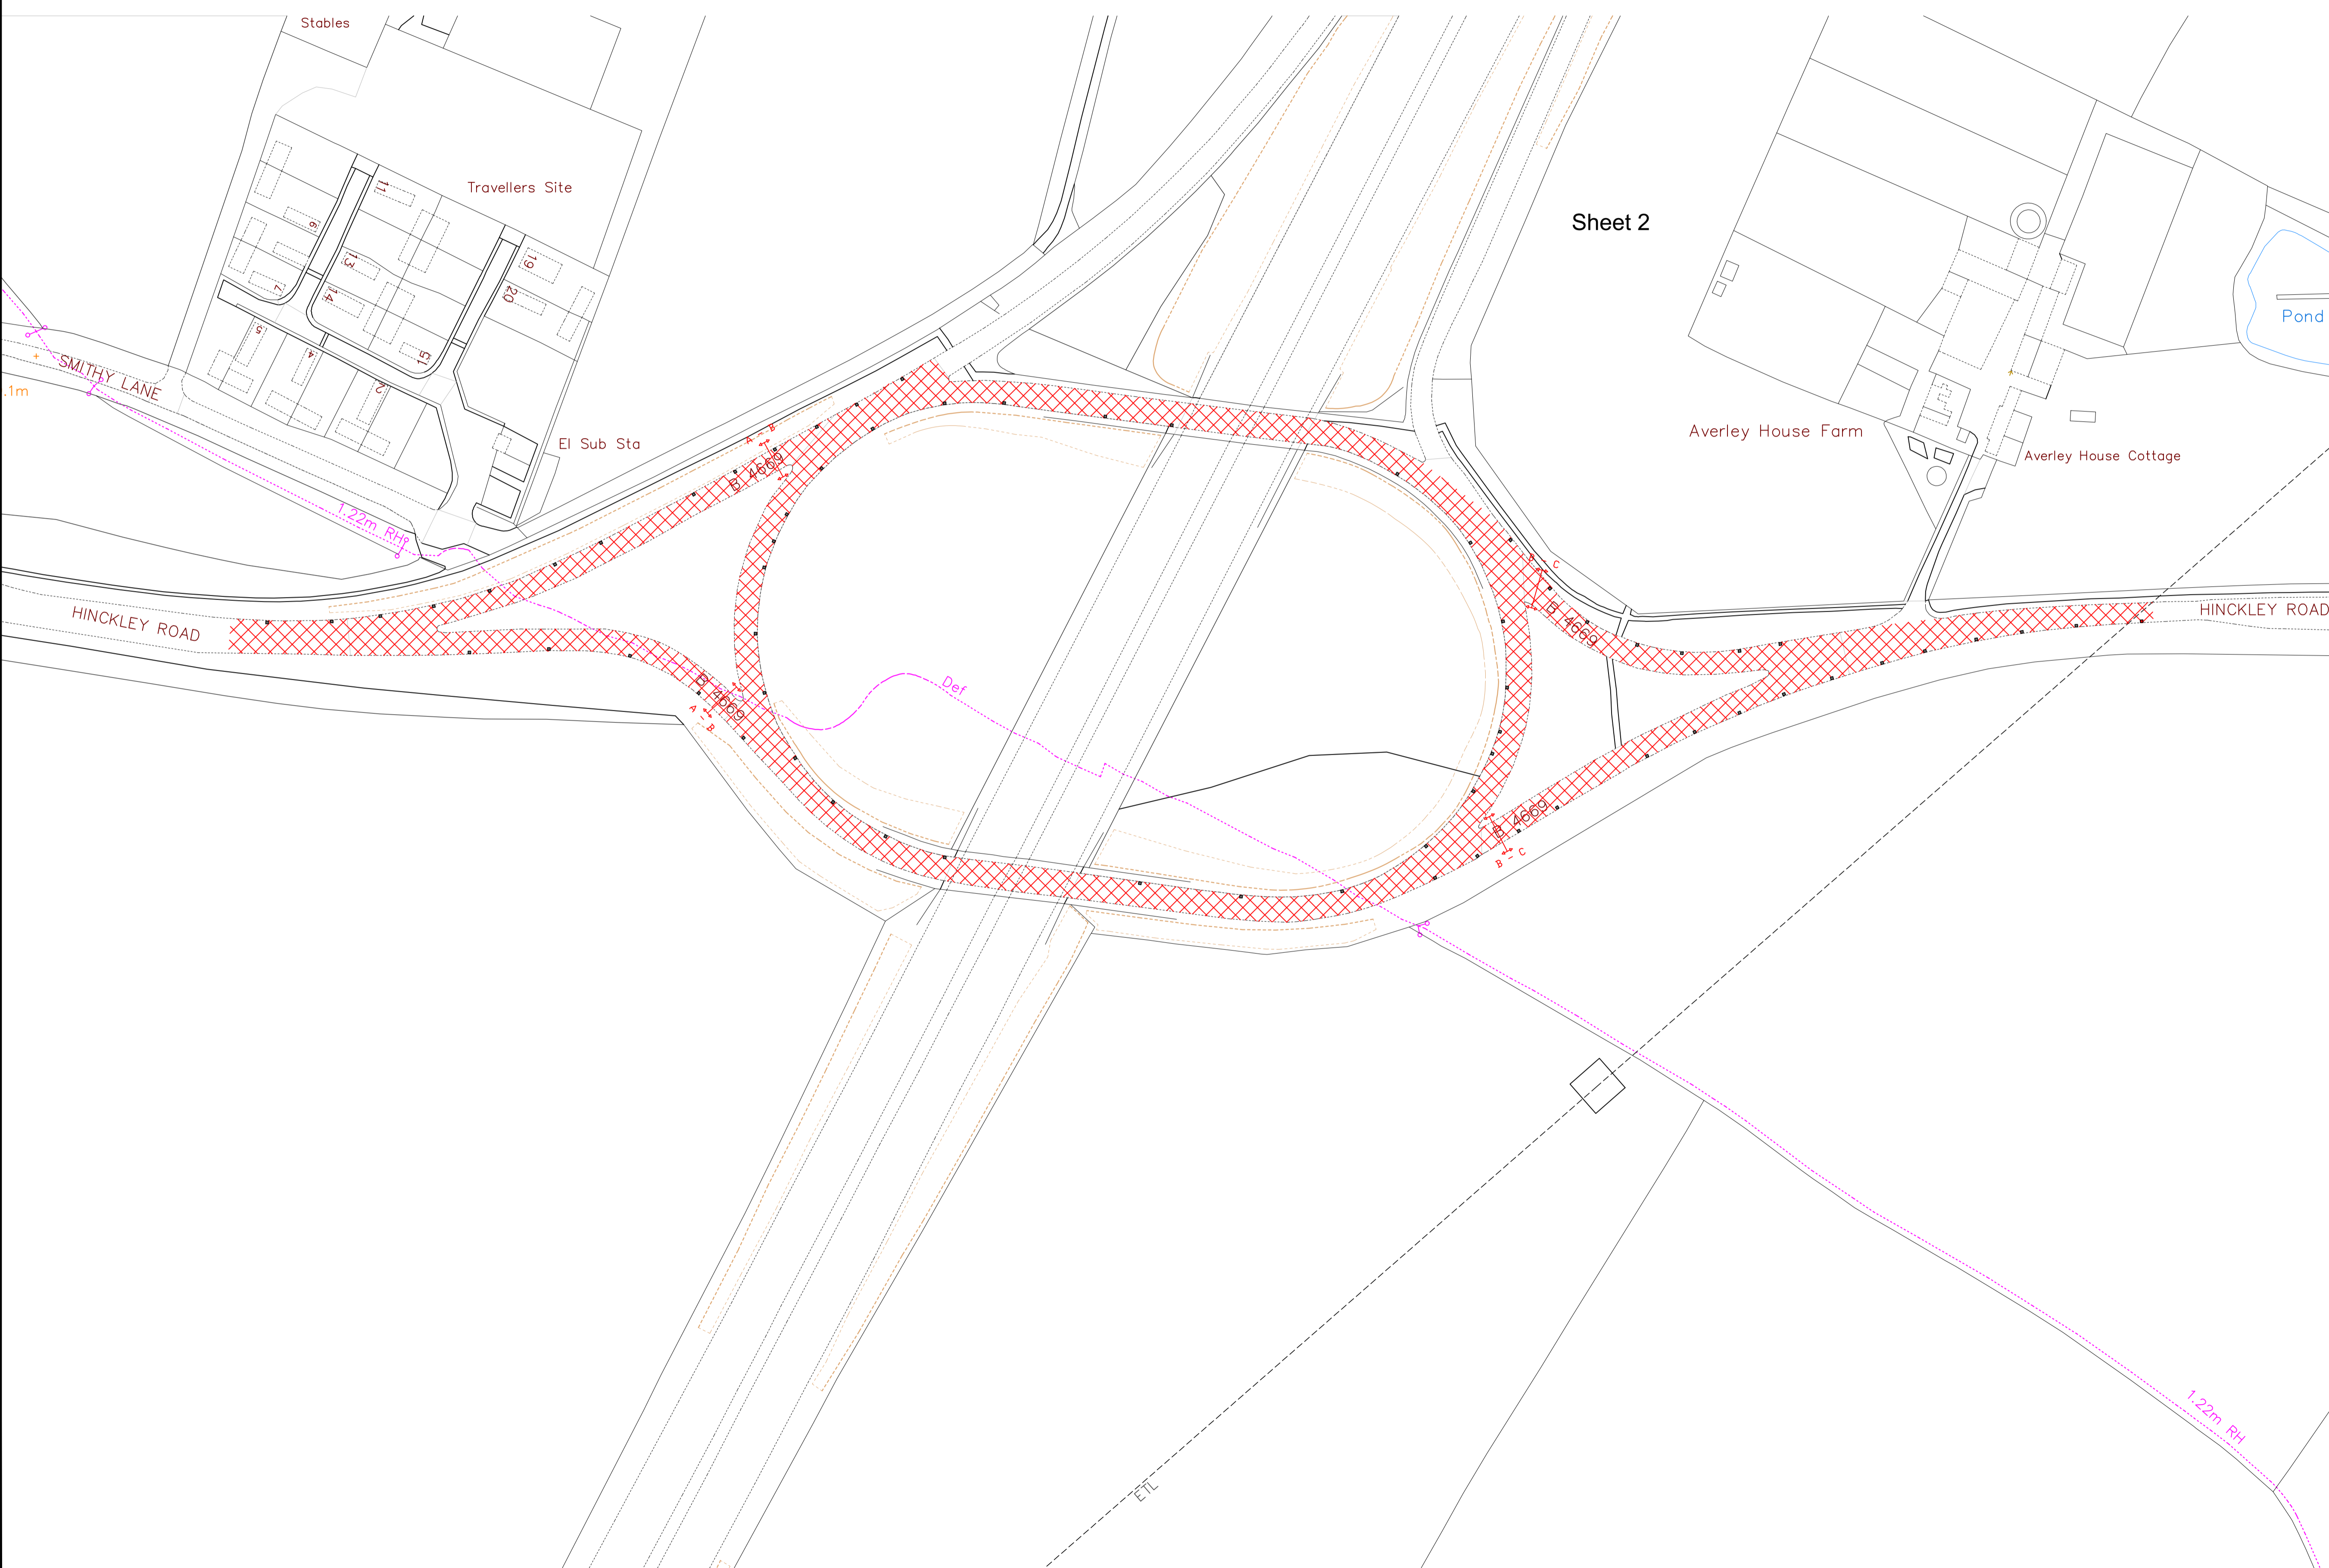 Stables
Travellers Site
11
6
19
13
20
7
14
5
4
15
2
Sheet 2
Pond
SMITHY LANE
.1m
El Sub Sta
A - B
B 4669
1.22m RH
Averley House Farm
Averley House Cottage
HINCKLEY ROAD
B - C
B 4669
HINCKLEY ROAD
Def
B 4669
A - B
B 4669
B - C
1.22m RH
ETL